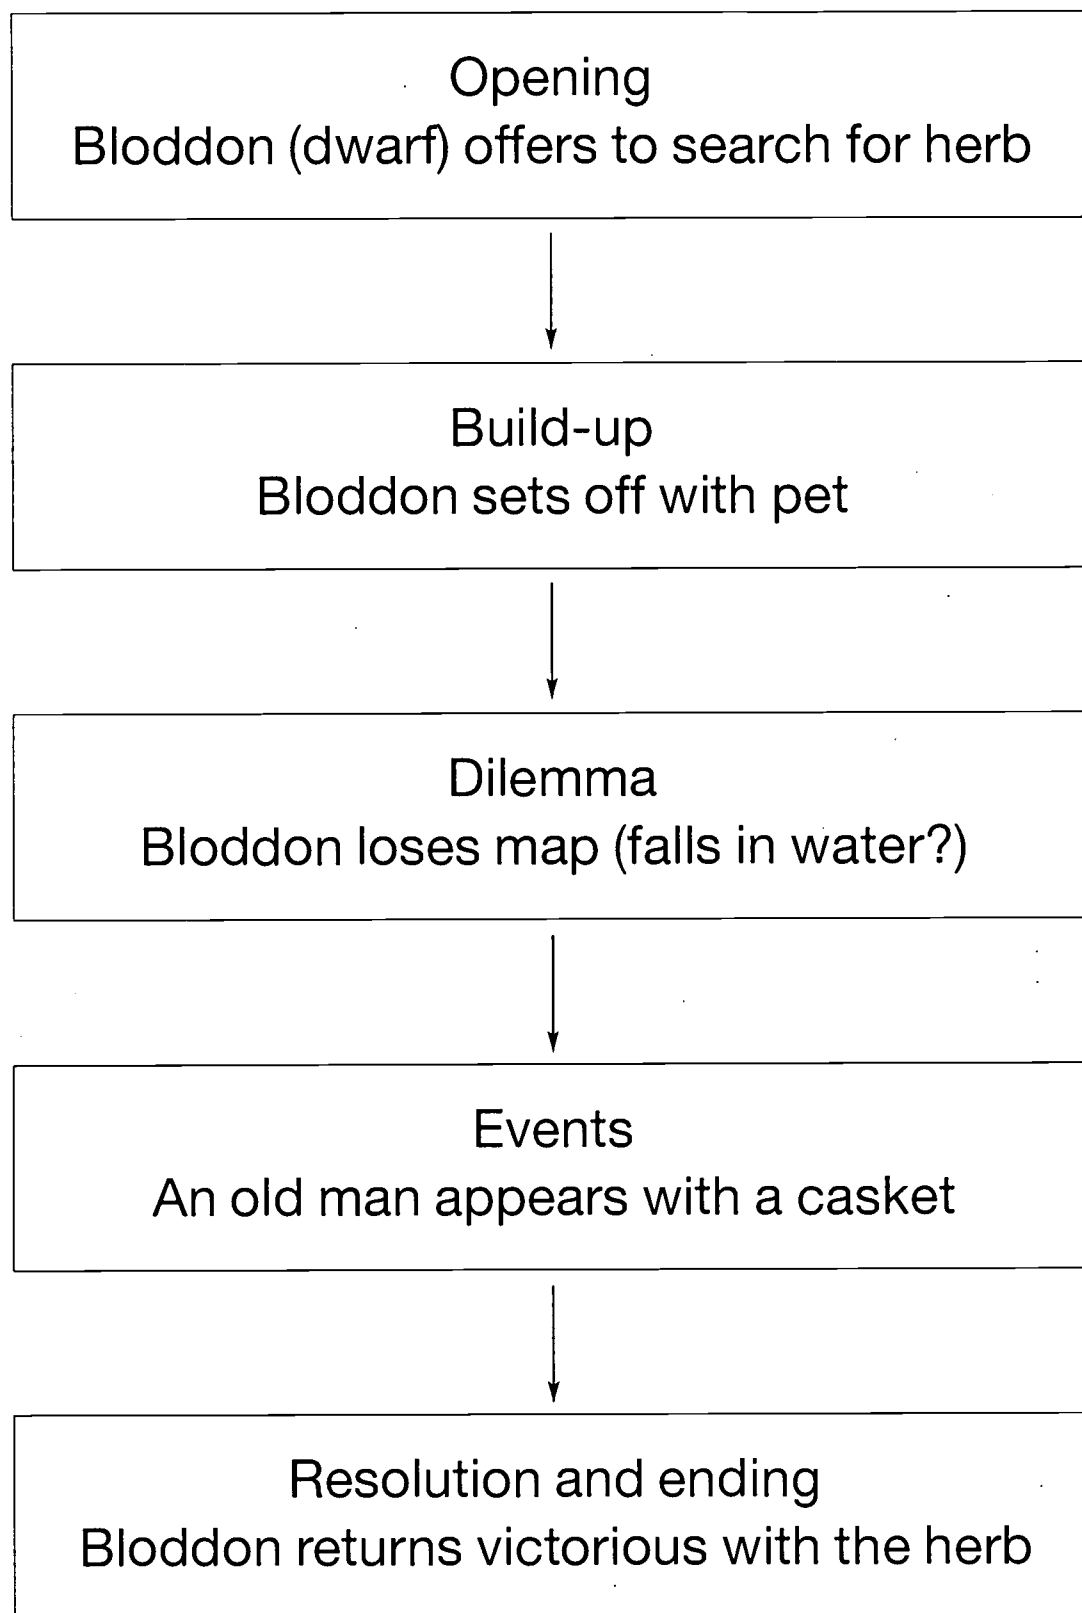 Opening
Bloddon (dwarf) offers to search for herb
Build-up
Bloddon sets off with pet
Dilemma
Bloddon loses map (falls in water?)
Events
An old man appears with a casket
Resolution and ending
Bloddon returns victorious with the herb